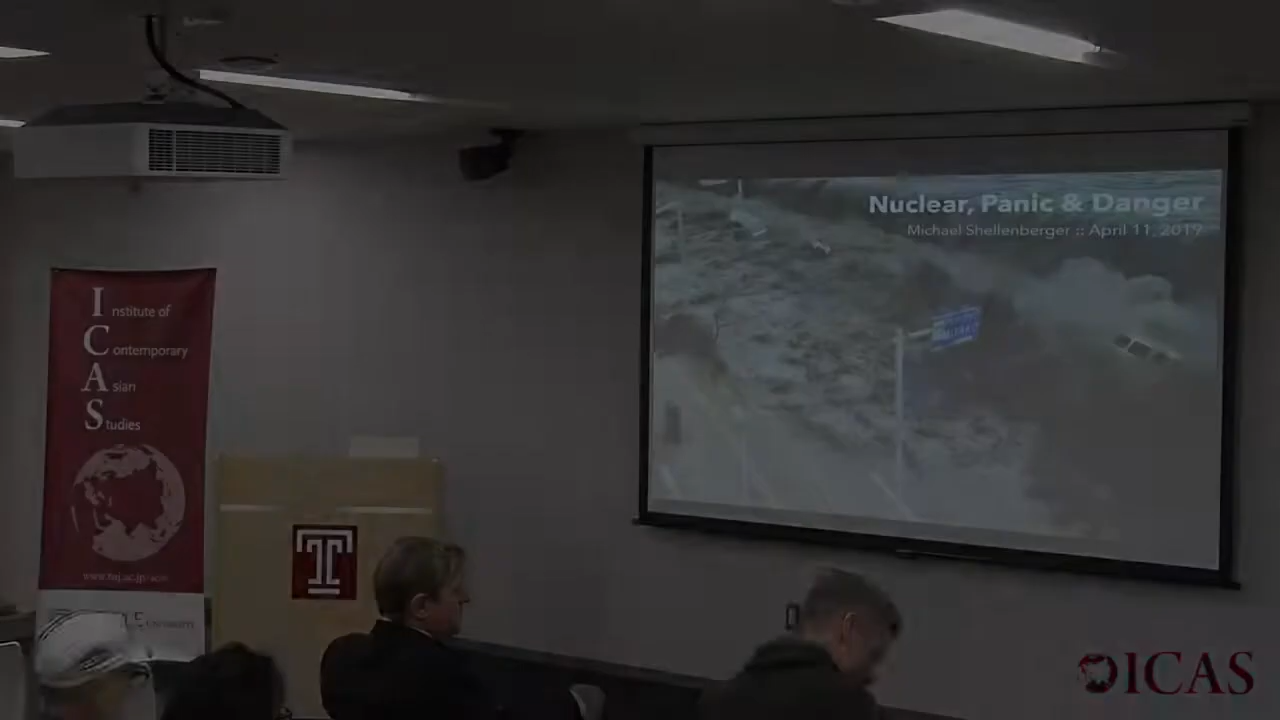 Nuclear, Panic & Danger
Michael Shellenberger :: April 11, 2019
Institute of
Contemporary
Asian
Studies
T
ICAS